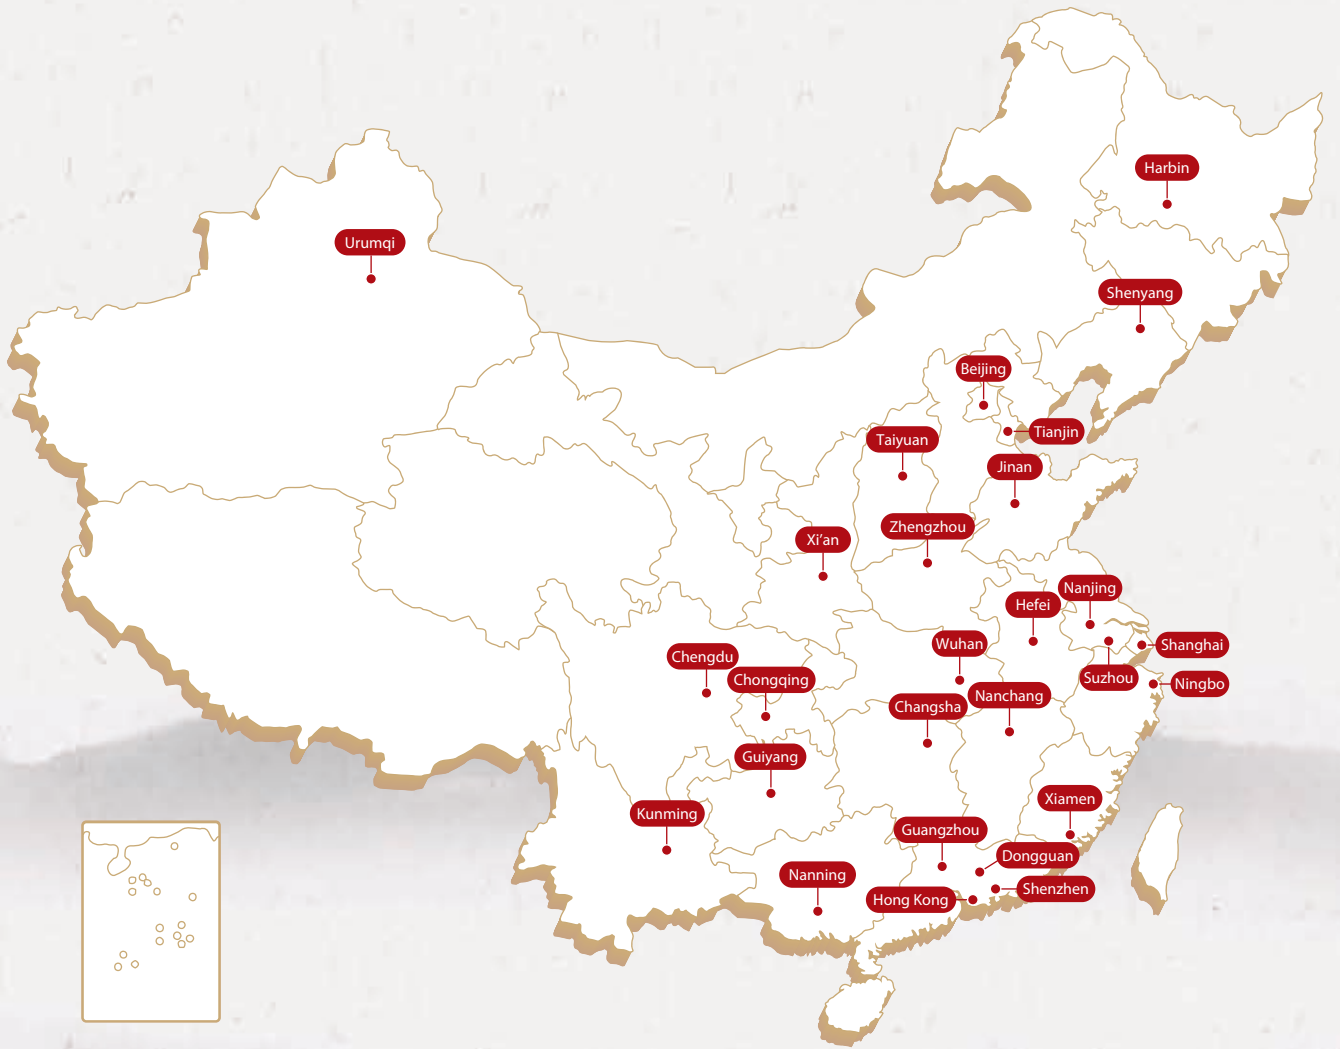 Harbin
Urumqi
Shenyang
Beijing
Tianjin
Taiyuan
Jinan
Zhengzhou
Xi'an
Nanjing
Hefei
Wuhan
Shanghai
Chengdu
Chongqing
Suzhou
Ningbo
Nanchang
Changsha
Guiyang
Xiamen
Kunming
Guangzhou
Dongguan
Nanning
Shenzhen
Hong Kong